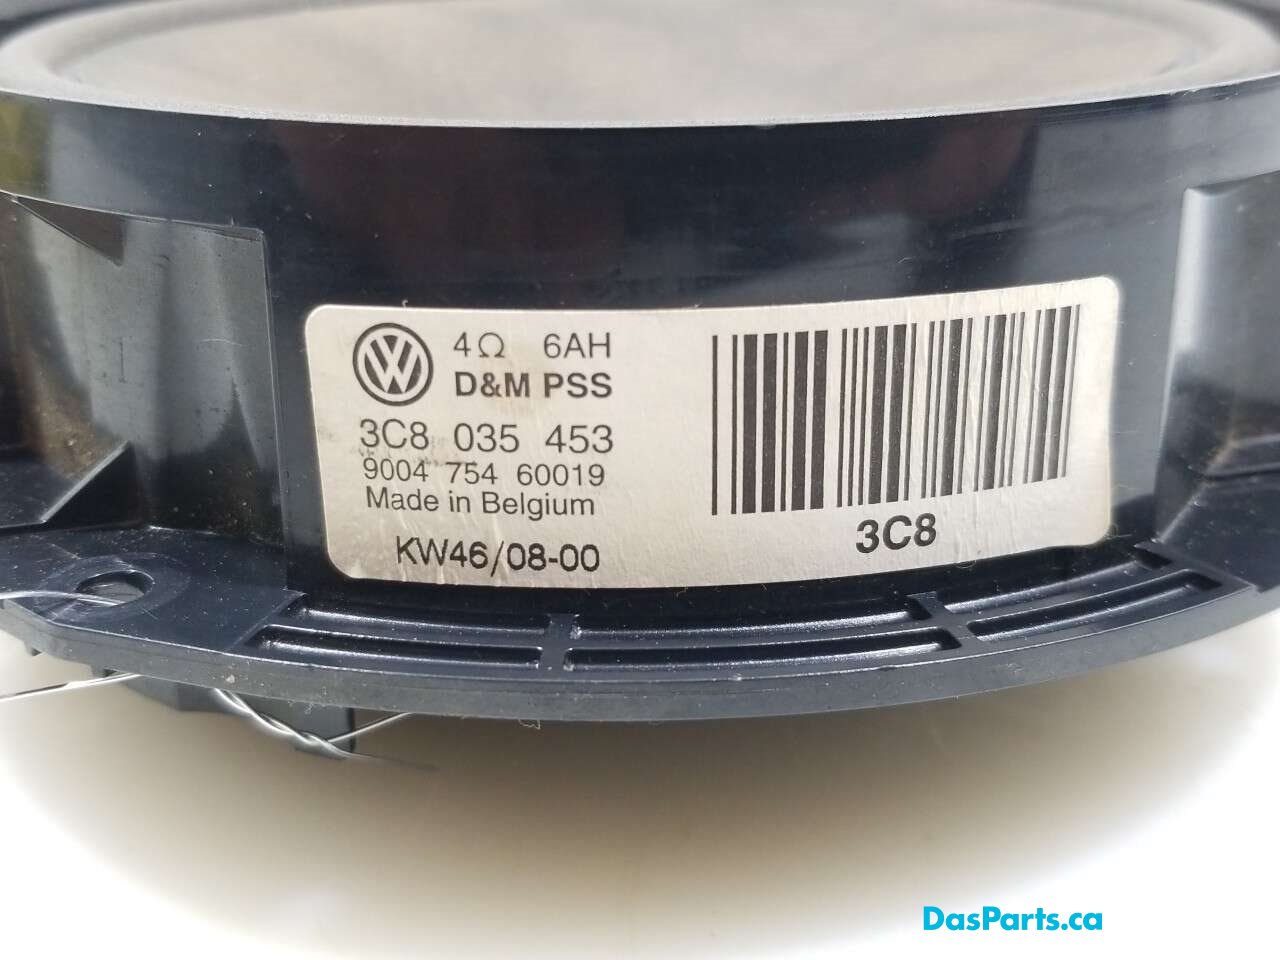 4Ω 6AH
D&M PSS
3C8 035 453
9004 754 60019
Made in Belgium
KW46/08-00
3C8
DasParts.ca